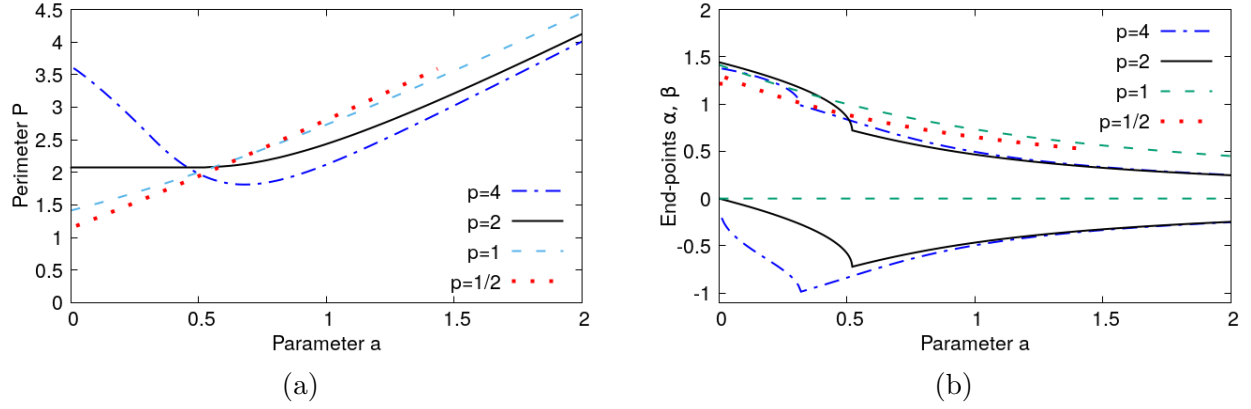 Perimeter P
4.5
4
3.5
3
2.5
2
1.5
1
0.5
0
0 0.5 1 1.5 2
Parameter a
p=4
p=2
p=1
p=1/2
(a)
End-points α, β
2
1.5
1
0.5
0
-0.5
-1
0 0.5 1 1.5 2
Parameter a
p=4
p=2
p=1
p=1/2
(b)